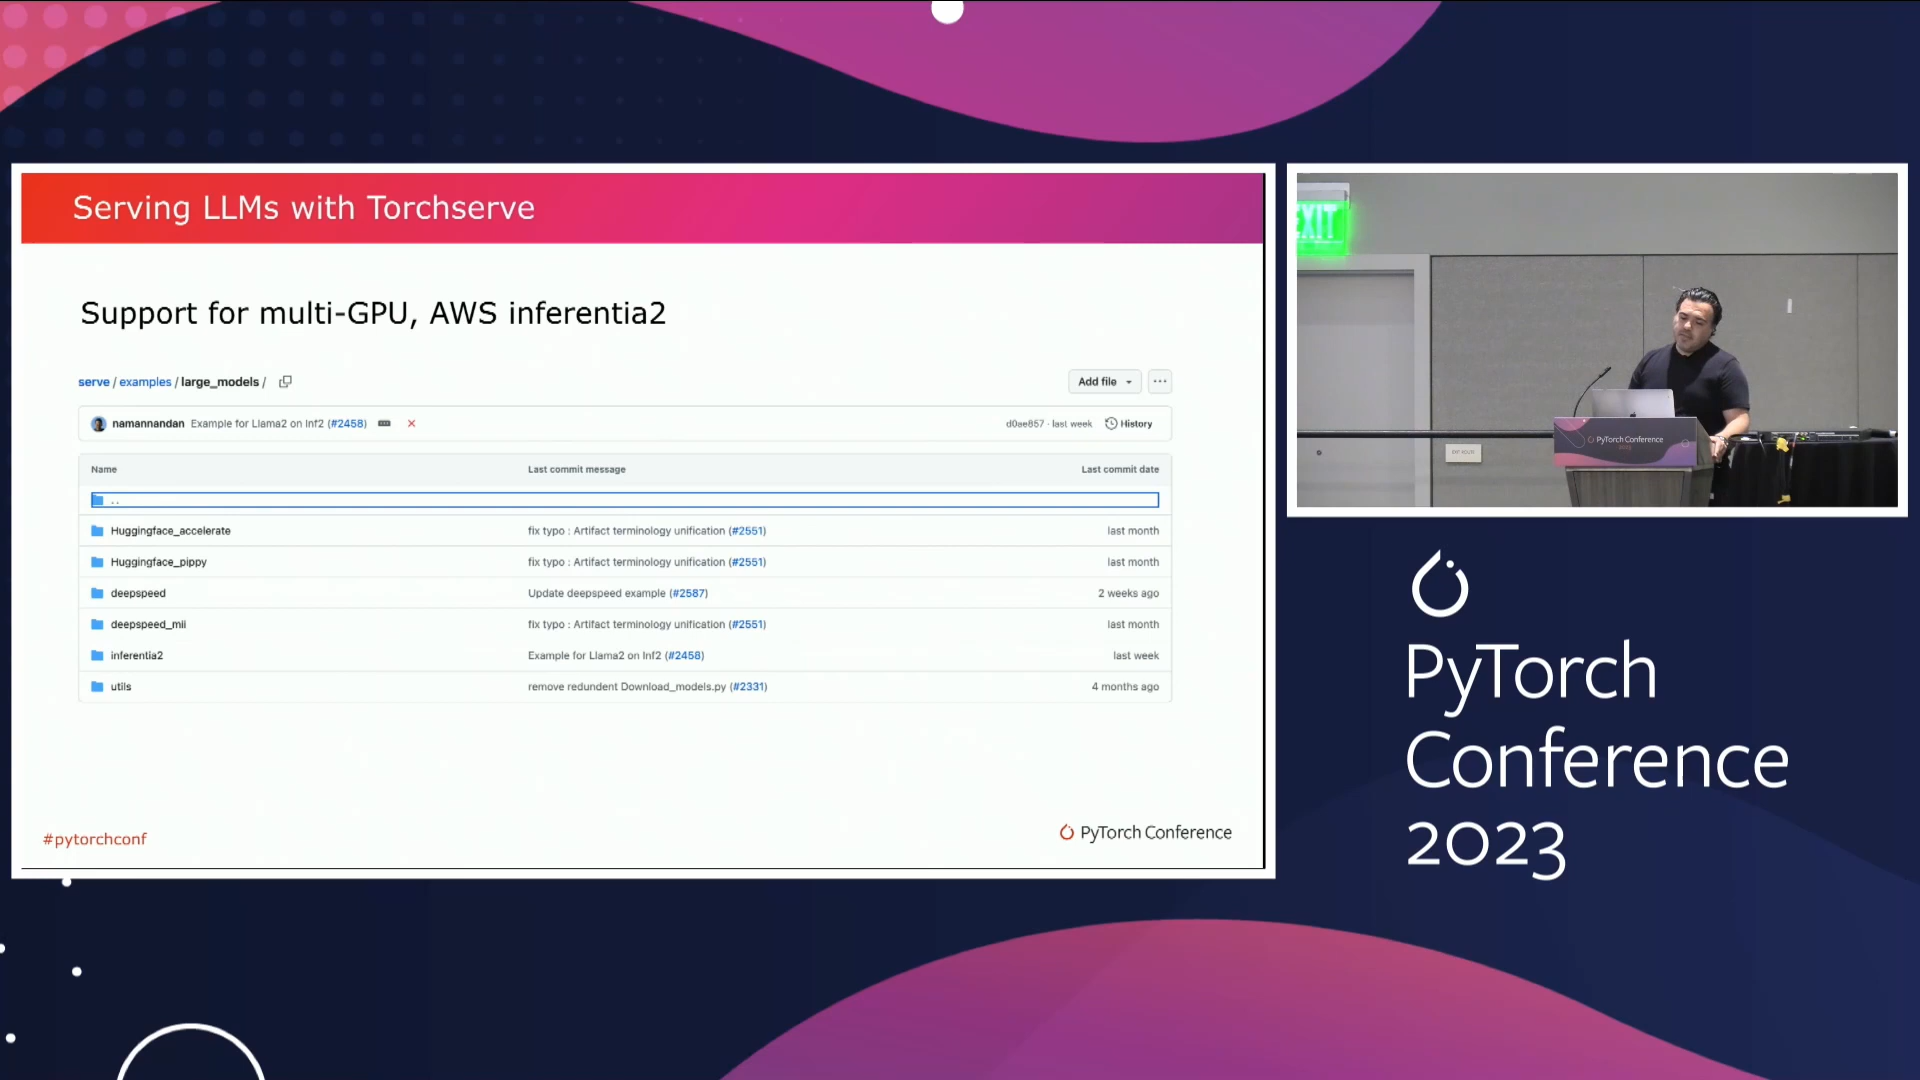 Serving LLMs with Torchserve
Support for multi-GPU, AWS inferentia2
serve / examples / large_models /
Add file
...
namannandan Example for Llama2 on Inf2 (#2458)
d0ae857 · last week History
Name Last commit message Last commit date
..
Huggingface_accelerate fix typo : Artifact terminology unification (#2551) last month
Huggingface_pippy fix typo : Artifact terminology unification (#2551) last month
deepspeed Update deepspeed example (#2587) 2 weeks ago
deepspeed_mii fix typo : Artifact terminology unification (#2551) last month
inferentia2 Example for Llama2 on Inf2 (#2458) last week
utils remove redundent Download_models.py (#2331) 4 months ago
#pytorchconf
PyTorch Conference
EXIT
PyTorch Conference
2023
PyTorch
Conference
2023